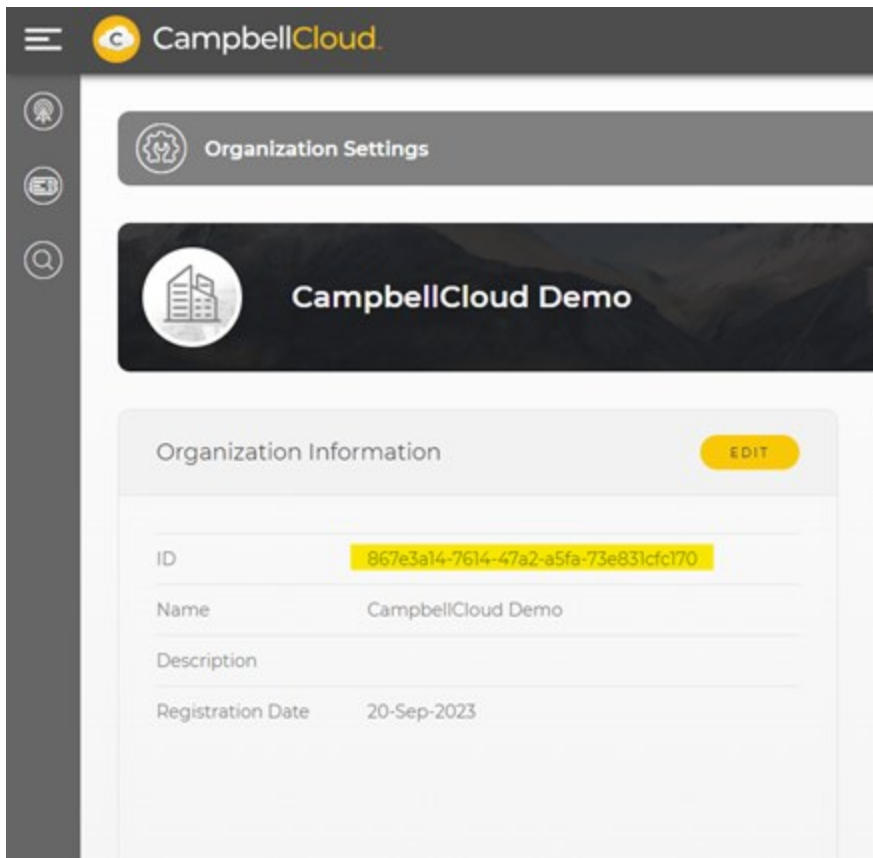 CampbellCloud.
Organization Settings
CampbellCloud Demo
Organization Information
EDIT
ID 867e3a14-7614-47a2-a5fa-73e831cfc170
Name CampbellCloud Demo
Description
Registration Date 20-Sep-2023